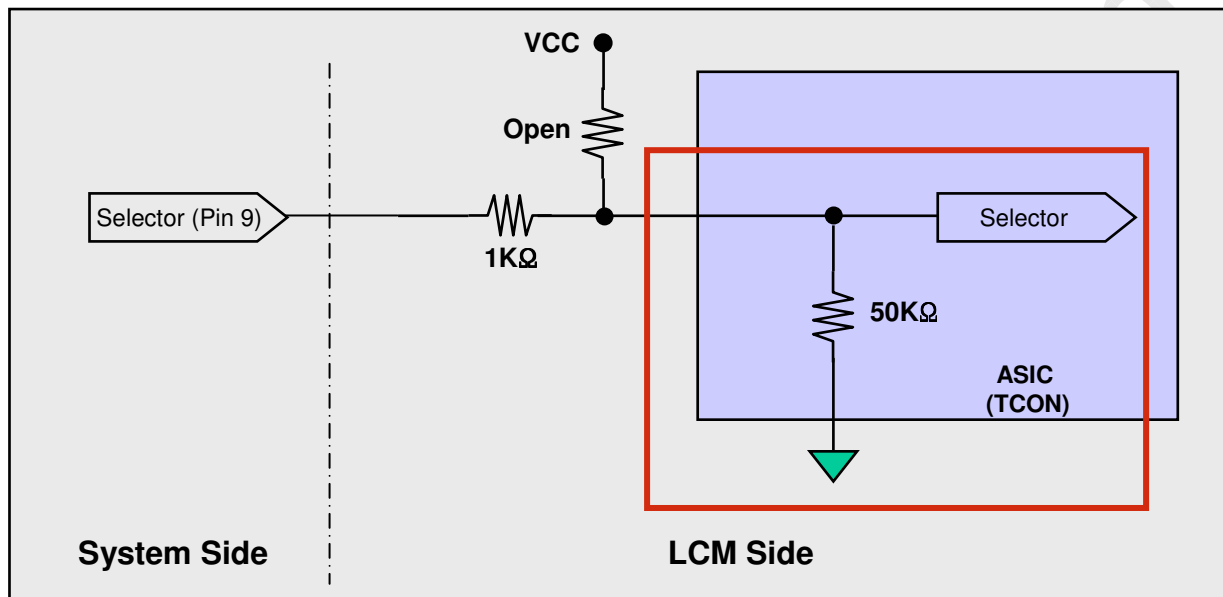 VCC
Open
Selector (Pin 9)
Selector
1KΩ
50KΩ
ASIC
(TCON)
System Side
LCM Side